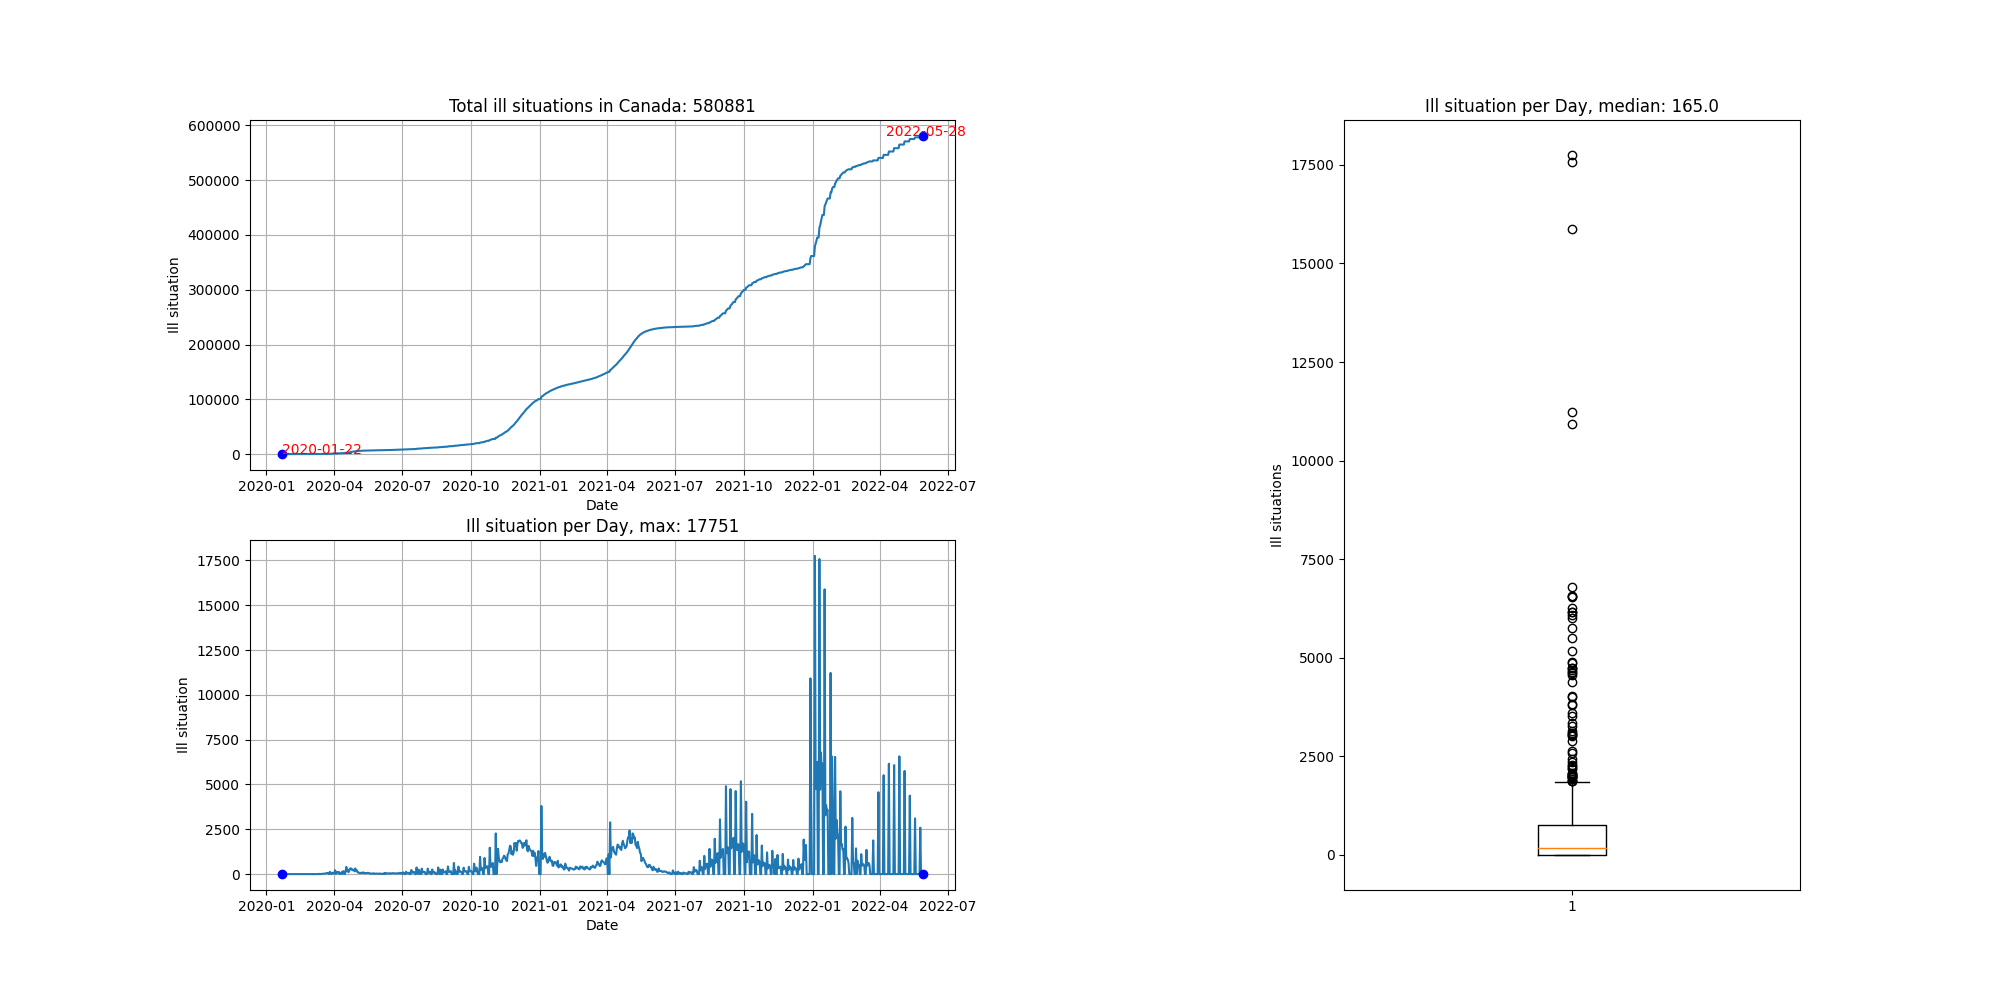 Total ill situations in Canada: 580881
600000
500000
400000
300000
200000
100000
0
Ill situation
2020-01-22
2022-05-28
2020-01 2020-04 2020-07 2020-10 2021-01 2021-04 2021-07 2021-10 2022-01 2022-04 2022-07
Date
Ill situation per Day, max: 17751
17500
15000
12500
10000
7500
5000
2500
0
Ill situation
2020-01 2020-04 2020-07 2020-10 2021-01 2021-04 2021-07 2021-10 2022-01 2022-04 2022-07
Date
Ill situation per Day, median: 165.0
17500
15000
12500
10000
7500
5000
2500
0
Ill situations
1